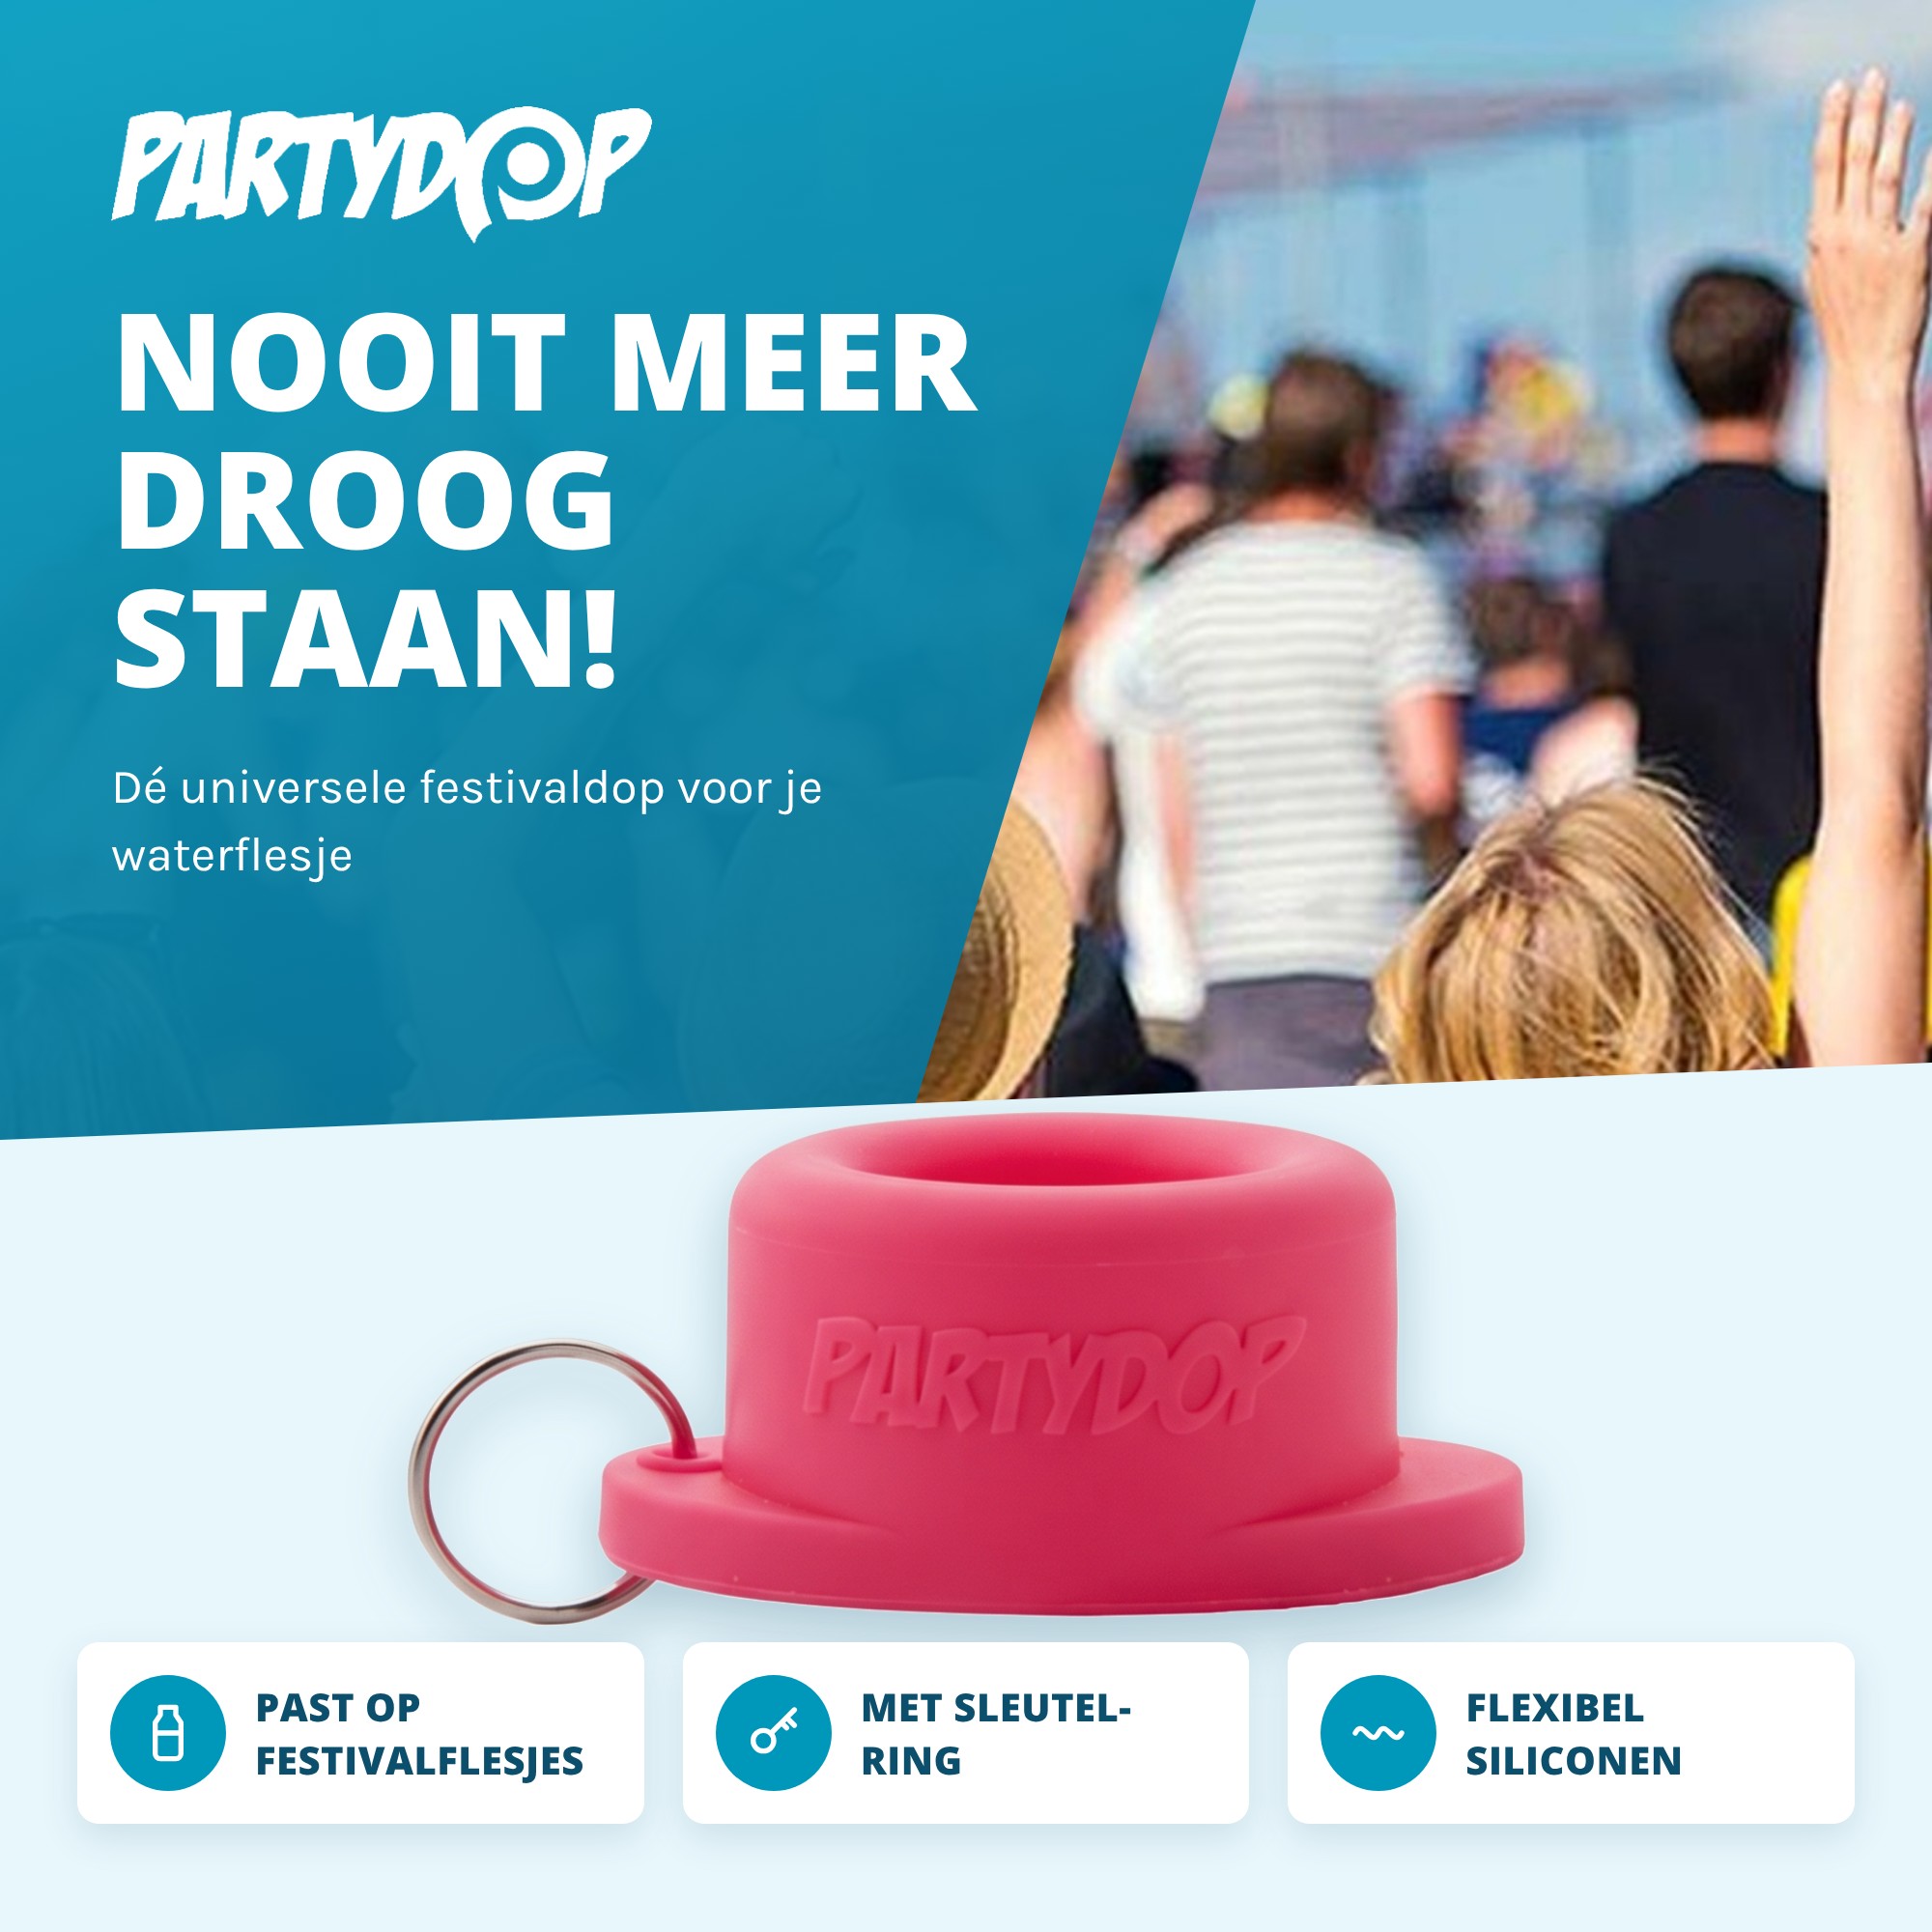 PARTYDOP
NOOIT MEER
DROOG
STAAN!
Dé universele festivaldop voor je
waterflesje
PARTYDOP
PAST OP
FESTIVALFLESJES
MET SLEUTEL-
RING
FLEXIBEL
SILICONEN